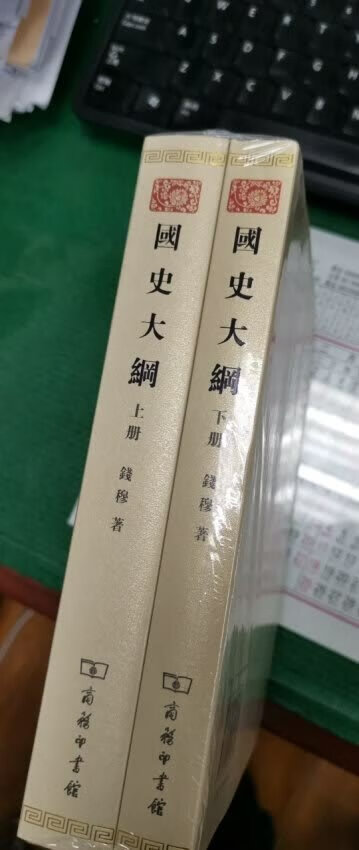 國史大綱
上册
錢穆著
商務印書館
國史大綱
下册
錢穆著
商務印書館